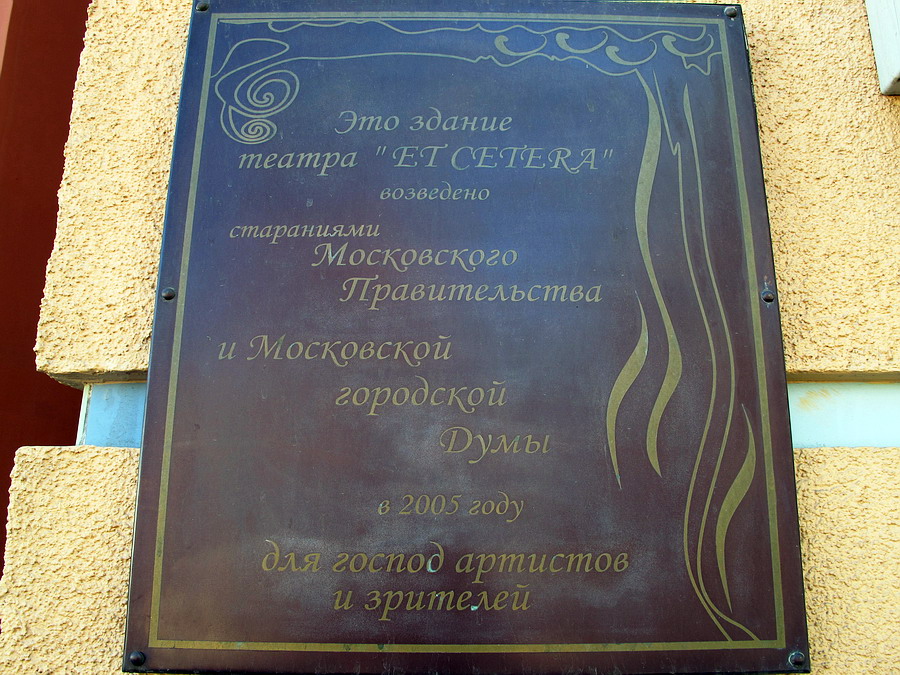 Это здание
театра "ET CETERA"
возведено
стараниями
Московского
Правительства
и Московской
городской
Думы
в 2005 году
для господ артистов
и зрителей